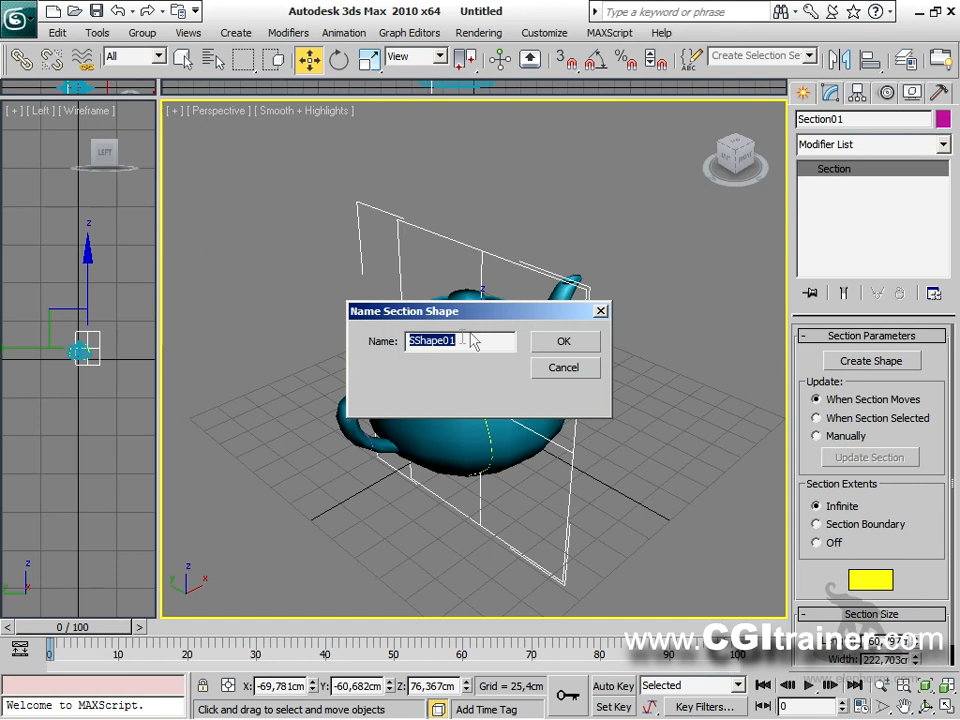 Autodesk 3ds Max 2010 x64 Untitled
Type a keyword or phrase
Edit Tools Group Views Create Modifiers Animation Graph Editors Rendering Customize MAXScript Help
All
View
3
Create Selection Se
[ + ] [ Left ] [ Wireframe ]
[ + ] [ Perspective ] [ Smooth + Highlights ]
LEFT
z
Section01
Modifier List
Section
Name Section Shape
Name: SShape01
OK
Cancel
Section Parameters
Create Shape
Update:
When Section Moves
When Section Selected
Manually
Update Section
Section Extents
Infinite
Section Boundary
Off
Section Size
Width: 222,703cm
z
x
y
z
x
0 / 100
0 10 20 30 40 50 60 70 80 90 100
www.CGItrainer.com
X: -69,781cm Y: -60,682cm Z: 76,367cm Grid = 25,4cm
Auto Key Selected
Welcome to MAXScript.
Click and drag to select and move objects
Add Time Tag
Set Key Key Filters...
0